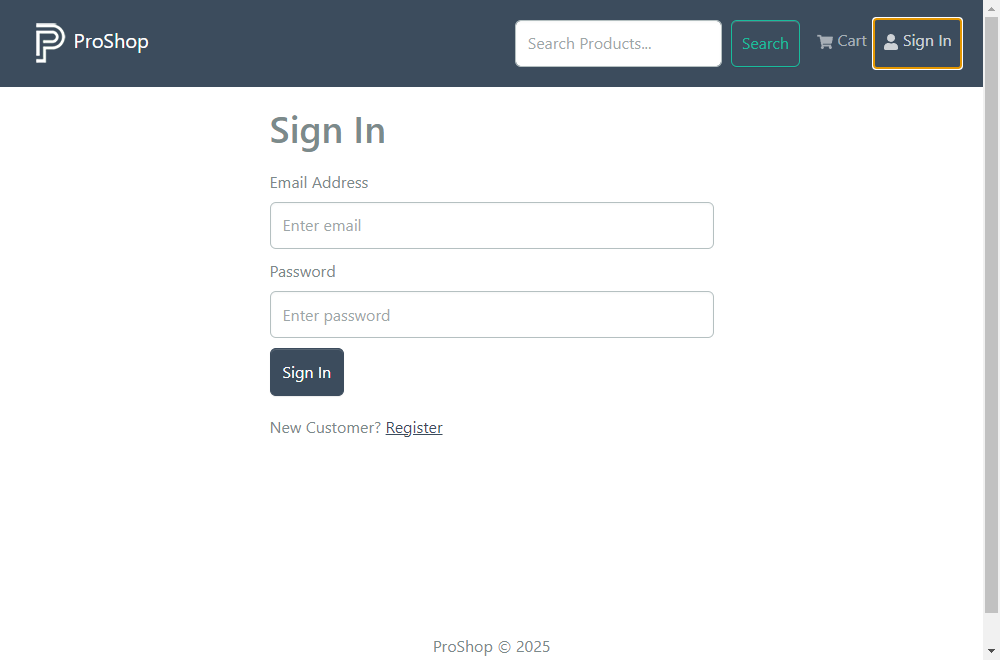 ProShop
Search Products...
Search
Cart
Sign In
Sign In
Email Address
Enter email
Password
Enter password
Sign In
New Customer? Register
ProShop © 2025